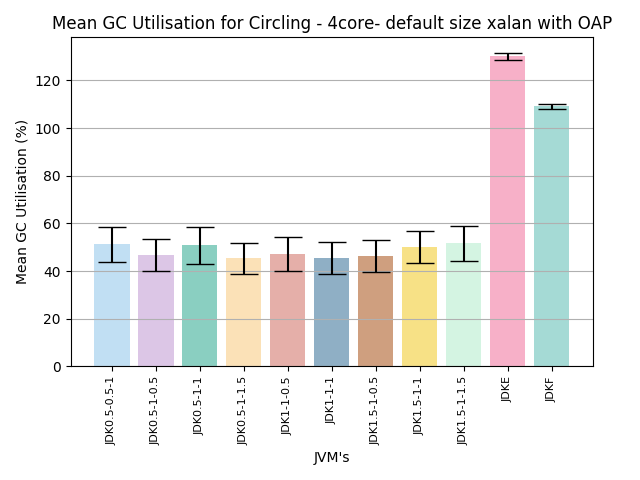 Mean GC Utilisation for Circling - 4core- default size xalan with OAP
Mean GC Utilisation (%)
120
100
80
60
40
20
0
JDK0.5-0.5-1
JDK0.5-1-0.5
JDK0.5-1-1
JDK0.5-1-1.5
JDK1-1-0.5
JDK1-1-1
JDK1.5-1-0.5
JDK1.5-1-1
JDK1.5-1-1.5
JDKE
JDKF
JVM's